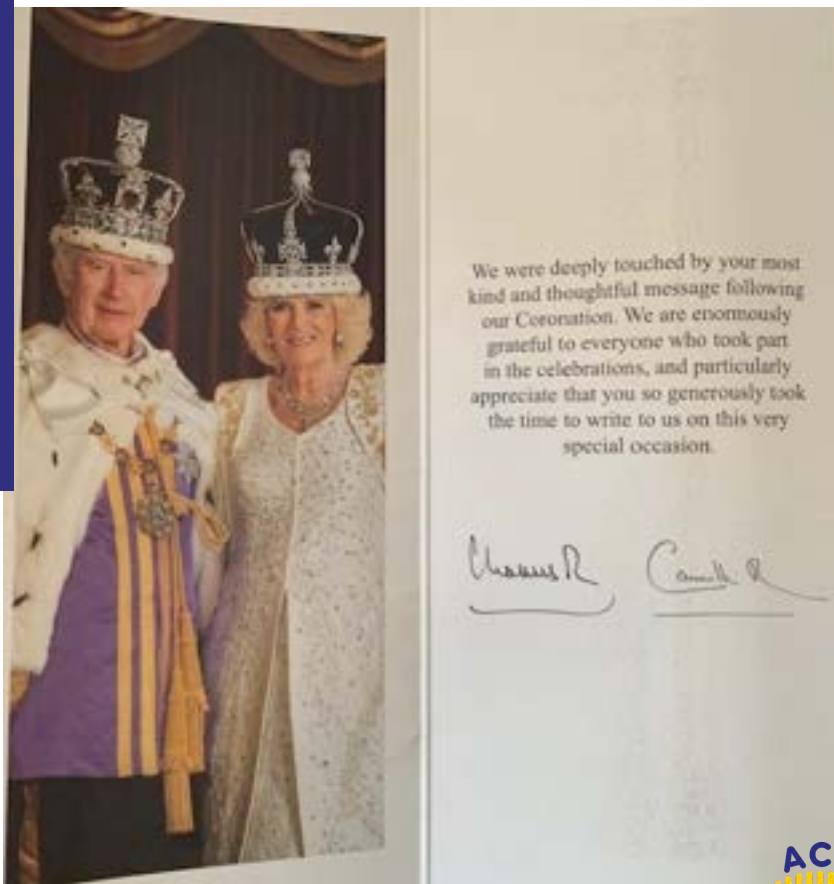 We were deeply touched by your most
kind and thoughtful message following
our Coronation. We are enormously
grateful to everyone who took part
in the celebrations, and particularly
appreciate that you so generously took
the time to write to us on this very
special occasion.
Charles R Camilla R
AC